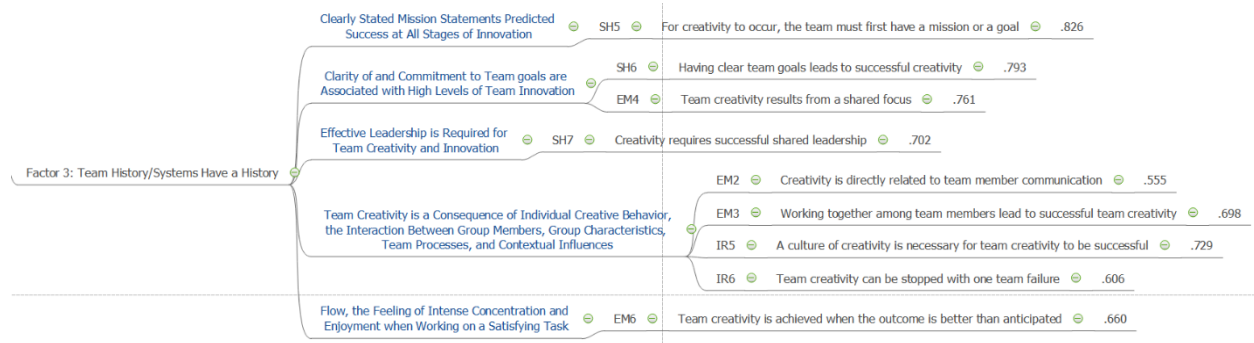 Clearly Stated Mission Statements Predicted
Success at All Stages of Innovation
SH5 For creativity to occur, the team must first have a mission or a goal .826
Clarity of and Commitment to Team goals are
Associated with High Levels of Team Innovation
SH6 Having clear team goals leads to successful creativity .793
EM4 Team creativity results from a shared focus .761
Effective Leadership is Required for
Team Creativity and Innovation
SH7 Creativity requires successful shared leadership .702
Factor 3: Team History/Systems Have a History
Team Creativity is a Consequence of Individual Creative Behavior,
the Interaction Between Group Members, Group Characteristics,
Team Processes, and Contextual Influences
EM2 Creativity is directly related to team member communication .555
EM3 Working together among team members lead to successful team creativity .698
IR5 A culture of creativity is necessary for team creativity to be successful .729
IR6 Team creativity can be stopped with one team failure .606
Flow, the Feeling of Intense Concentration and
Enjoyment when Working on a Satisfying Task
EM6 Team creativity is achieved when the outcome is better than anticipated .660